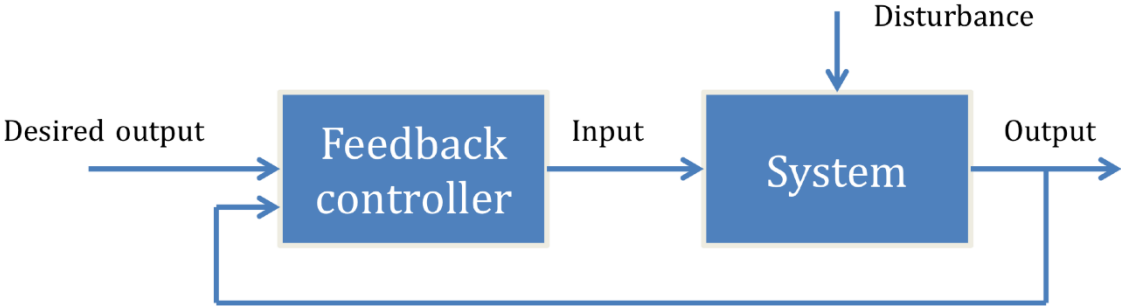 Disturbance
Desired output
Feedback
controller
Input
System
Output